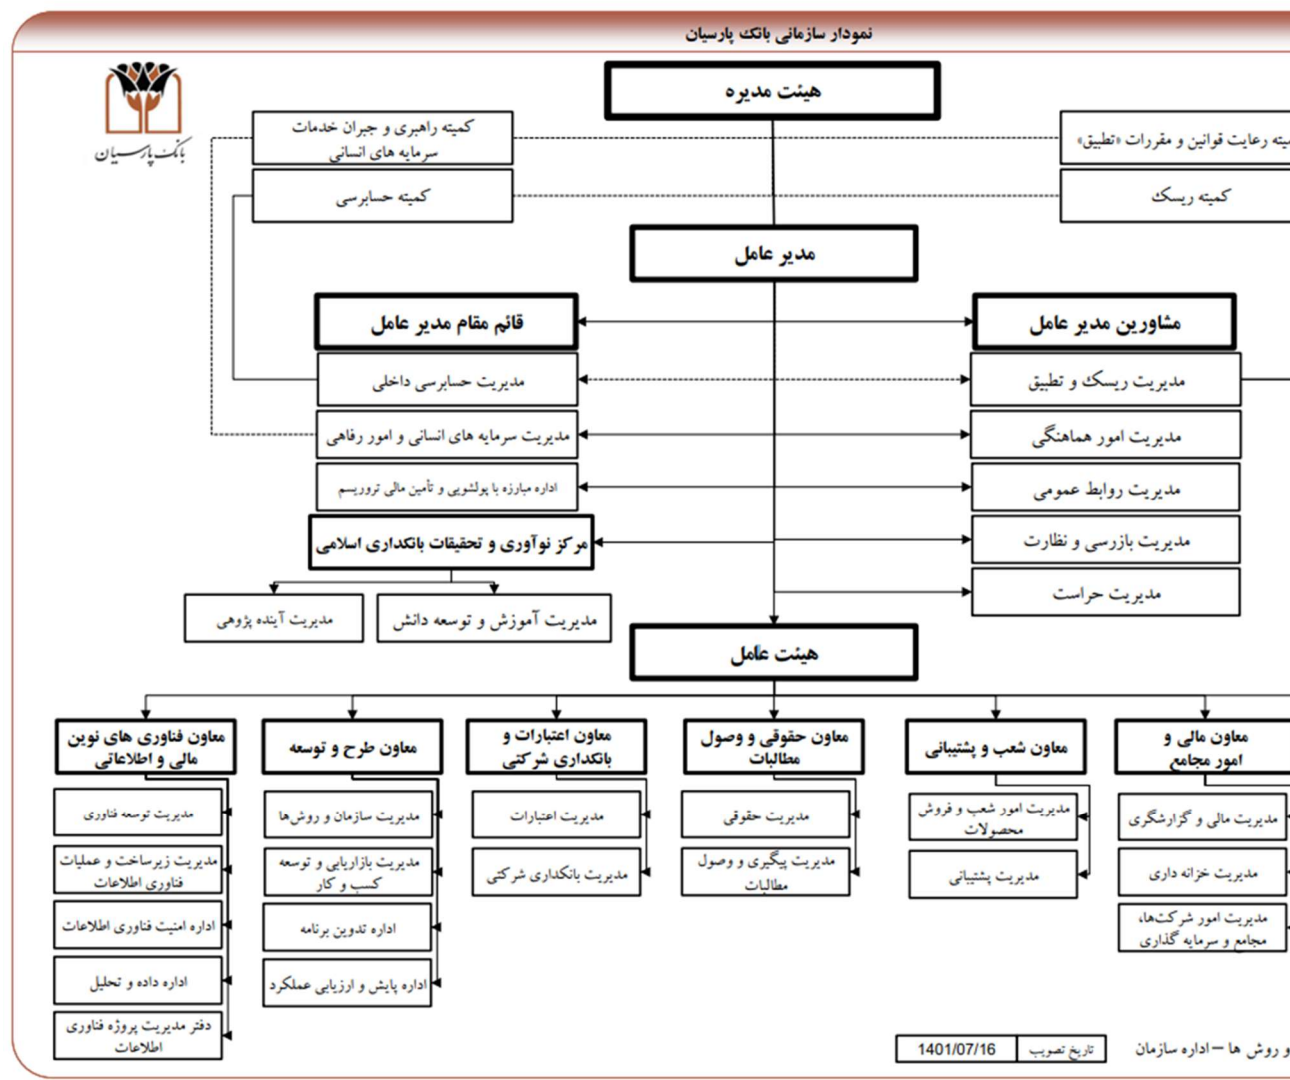 نمودار سازمانی بانک پارسیان
بانک پارسیان
هیئت مدیره
رعایت قوانین و مقررات «تطبیق»
کمیته راهبری و جبران خدمات
سرمایه های انسانی
کمیته ریسک
کمیته حسابرسی
مدیر عامل
مشاورین مدیر عامل
قائم مقام مدیر عامل
مدیریت ریسک و تطبیق
مدیریت حسابرسی داخلی
مدیریت امور هماهنگی
مدیریت سرمایه های انسانی و امور رفاهی
مدیریت روابط عمومی
اداره مبارزه با پولشویی و تأمین مالی تروریسم
مدیریت بازرسی و نظارت
مرکز نوآوری و تحقیقات بانکداری اسلامی
مدیریت حراست
مدیریت آموزش و توسعه دانش
مدیریت آینده پژوهی
هیئت عامل
معاون مالی و
امور مجامع
مدیریت مالی و گزارشگری
مدیریت خزانه داری
مدیریت امور شرکت‌ها،
مجامع و سرمایه گذاری
معاون شعب و پشتیبانی
مدیریت امور شعب و فروش
محصولات
مدیریت پشتیبانی
معاون حقوقی و وصول
مطالبات
مدیریت حقوقی
مدیریت پیگیری و وصول
مطالبات
معاون اعتبارات و
بانکداری شرکتی
مدیریت اعتبارات
مدیریت بانکداری شرکتی
معاون طرح و توسعه
مدیریت سازمان و روش‌ها
مدیریت بازاریابی و توسعه
کسب و کار
اداره تدوین برنامه
اداره پایش و ارزیابی عملکرد
معاون فناوری های نوین
مالی و اطلاعاتی
مدیریت توسعه فناوری
مدیریت زیرساخت و عملیات
فناوری اطلاعات
اداره امنیت فناوری اطلاعات
اداره داده و تحلیل
دفتر مدیریت پروژه فناوری
اطلاعات
و روش ها – اداره سازمان
تاریخ تصویب
1401/07/16